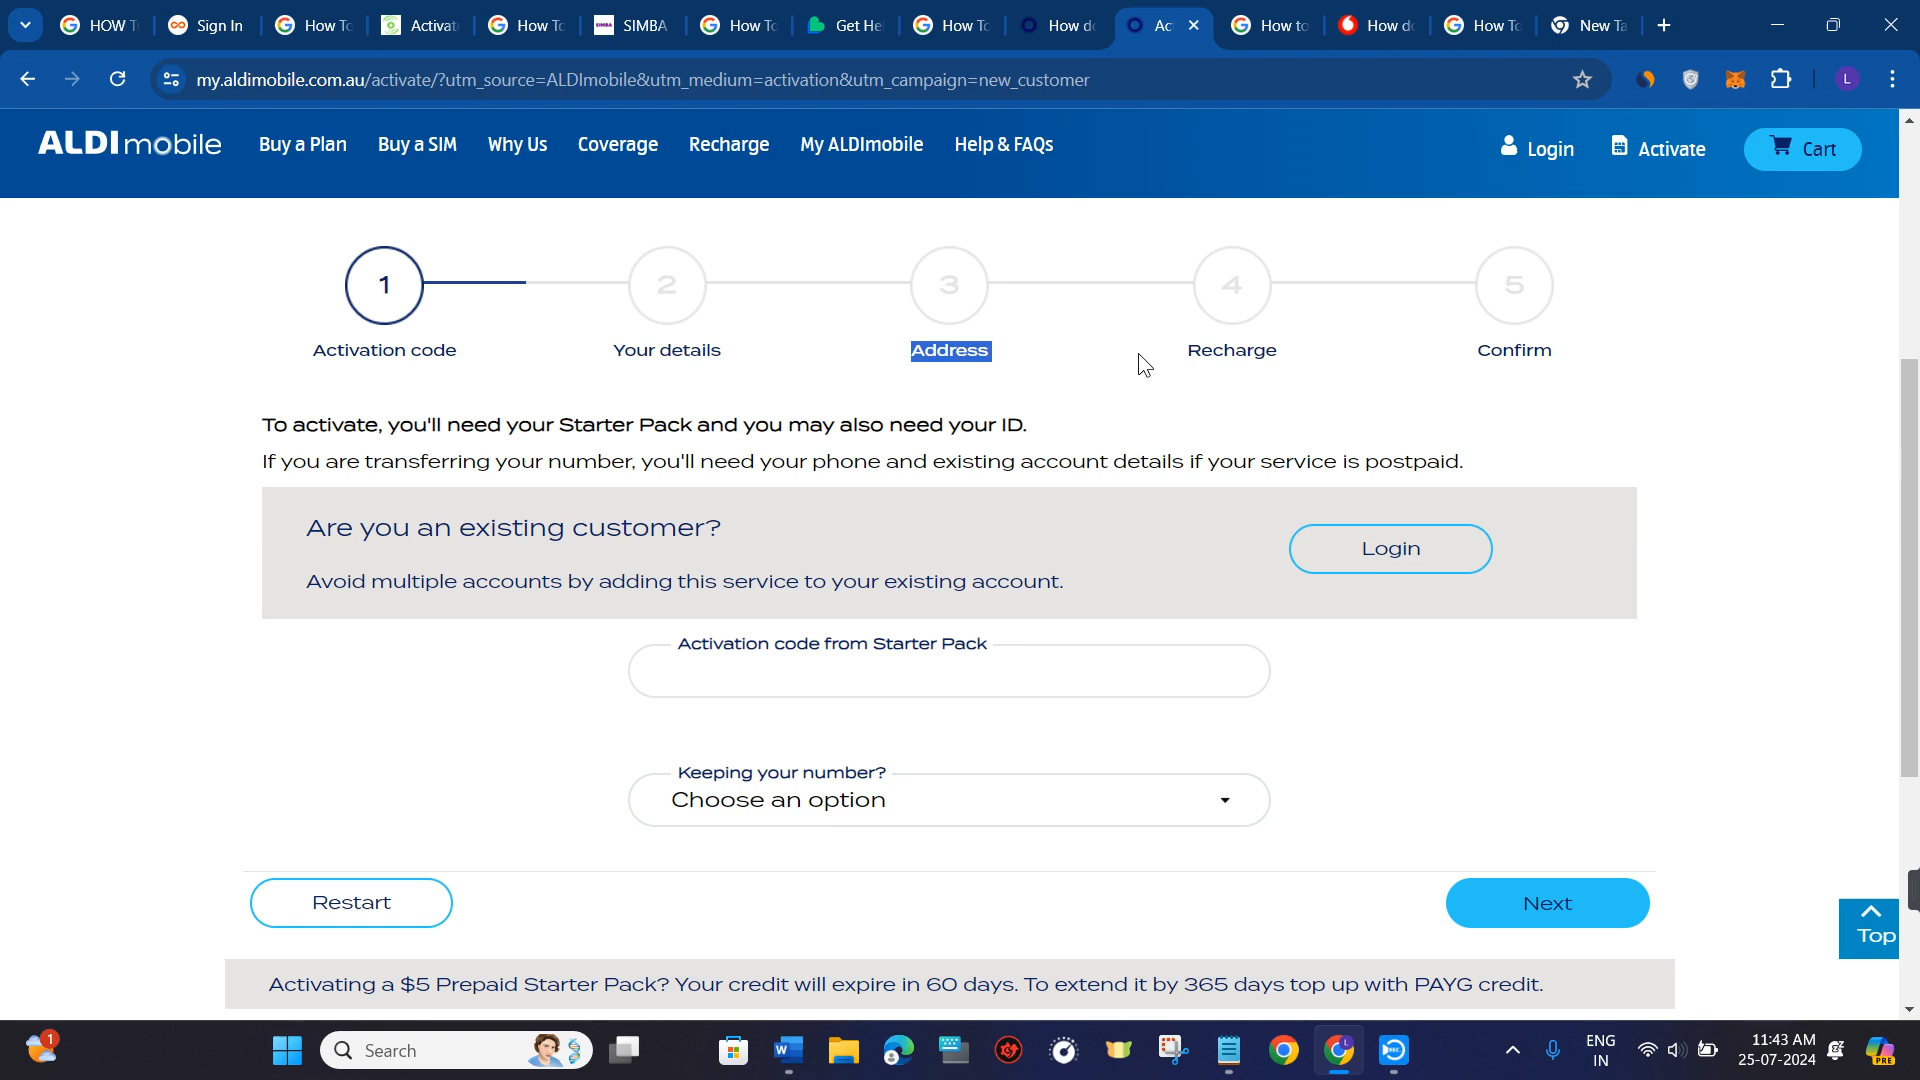 HOW T
Sign In
How To
Activat
How To
SIMBA
How To
Get He
How To
How do
Ac
How to
How do
How To
New Ta
my.aldimobile.com.au/activate/?utm_source=ALDImobile&utm_medium=activation&utm_campaign=new_customer
L
ALDI mobile
Buy a Plan
Buy a SIM
Why Us
Coverage
Recharge
My ALDImobile
Help & FAQs
Login
Activate
Cart
1
2
3
4
5
Activation code
Your details
Address
Recharge
Confirm
To activate, you'll need your Starter Pack and you may also need your ID.
If you are transferring your number, you'll need your phone and existing account details if your service is postpaid.
Are you an existing customer?
Login
Avoid multiple accounts by adding this service to your existing account.
Activation code from Starter Pack
Keeping your number?
Choose an option
Restart
Next
Top
Activating a $5 Prepaid Starter Pack? Your credit will expire in 60 days. To extend it by 365 days top up with PAYG credit.
1
Search
W
L
REC
ENG
IN
11:43 AM
25-07-2024
PRE